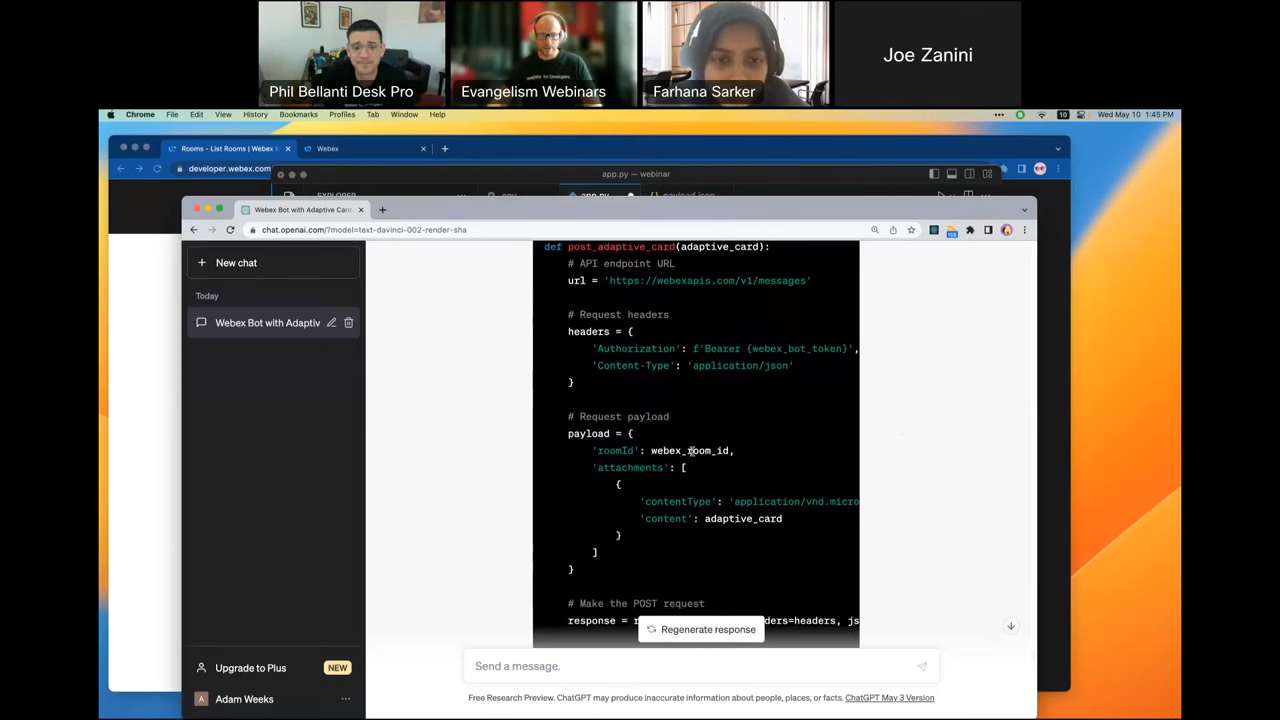 Phil Bellanti Desk Pro
Evangelism Webinars
Farhana Sarker
Joe Zanini
Chrome File Edit View History Bookmarks Profiles Tab Window Help
10 Wed May 10 1:45 PM
Rooms - List Rooms | Webex f
Webex
developer.webex.com
app.py — webinar
EXPLORER
app.py
payload.json
Webex Bot with Adaptive Card
chat.openai.com/?model=text-davinci-002-render-sha
New chat
Today
Webex Bot with Adaptiv
def post_adaptive_card(adaptive_card):
# API endpoint URL
url = 'https://webexapis.com/v1/messages'
# Request headers
headers = {
'Authorization': f'Bearer {webex_bot_token}',
'Content-Type': 'application/json'
}
# Request payload
payload = {
'roomId': webex_room_id,
'attachments': [
{
'contentType': 'application/vnd.micro
'content': adaptive_card
}
]
}
# Make the POST request
response = r
ders=headers, js
Regenerate response
Send a message.
Upgrade to Plus NEW
A Adam Weeks
Free Research Preview. ChatGPT may produce inaccurate information about people, places, or facts. ChatGPT May 3 Version